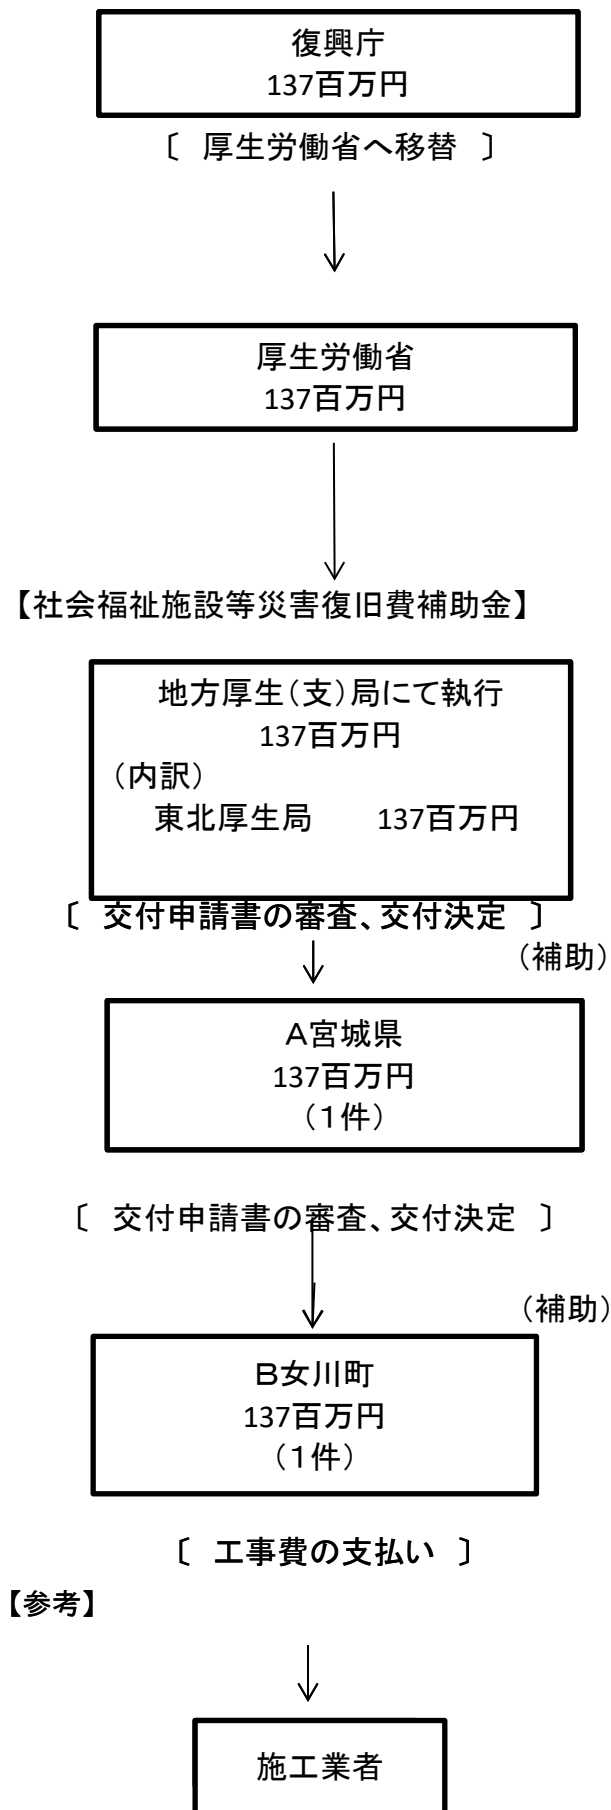 復興庁
137百万円
〔 厚生労働省へ移替 〕
厚生労働省
137百万円
【社会福祉施設等災害復旧費補助金】
地方厚生(支)局にて執行
137百万円
(内訳)
東北厚生局 137百万円
〔 交付申請書の審査、交付決定 〕
(補助)
A宮城県
137百万円
(1件)
〔 交付申請書の審査、交付決定 〕
(補助)
B女川町
137百万円
(1件)
〔 工事費の支払い 〕
【参考】
施工業者